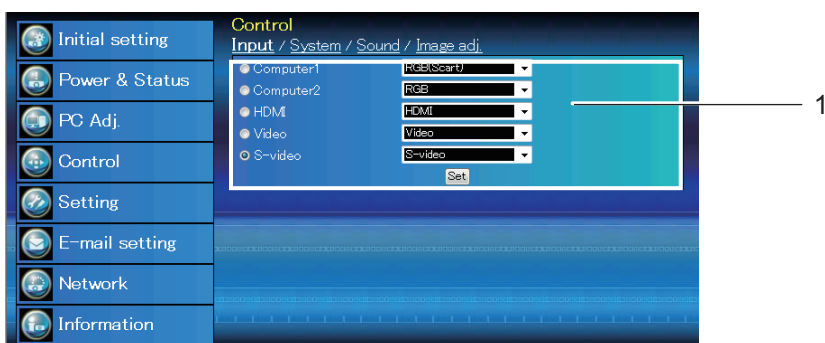 Initial setting
Power & Status
PC Adj.
Control
Setting
E-mail setting
Network
Information
Control
Input / System / Sound / Image adj.
Computer1 RGB(Scart)
Computer2 RGB
HDMI HDMI
Video Video
S-video S-video
Set
1